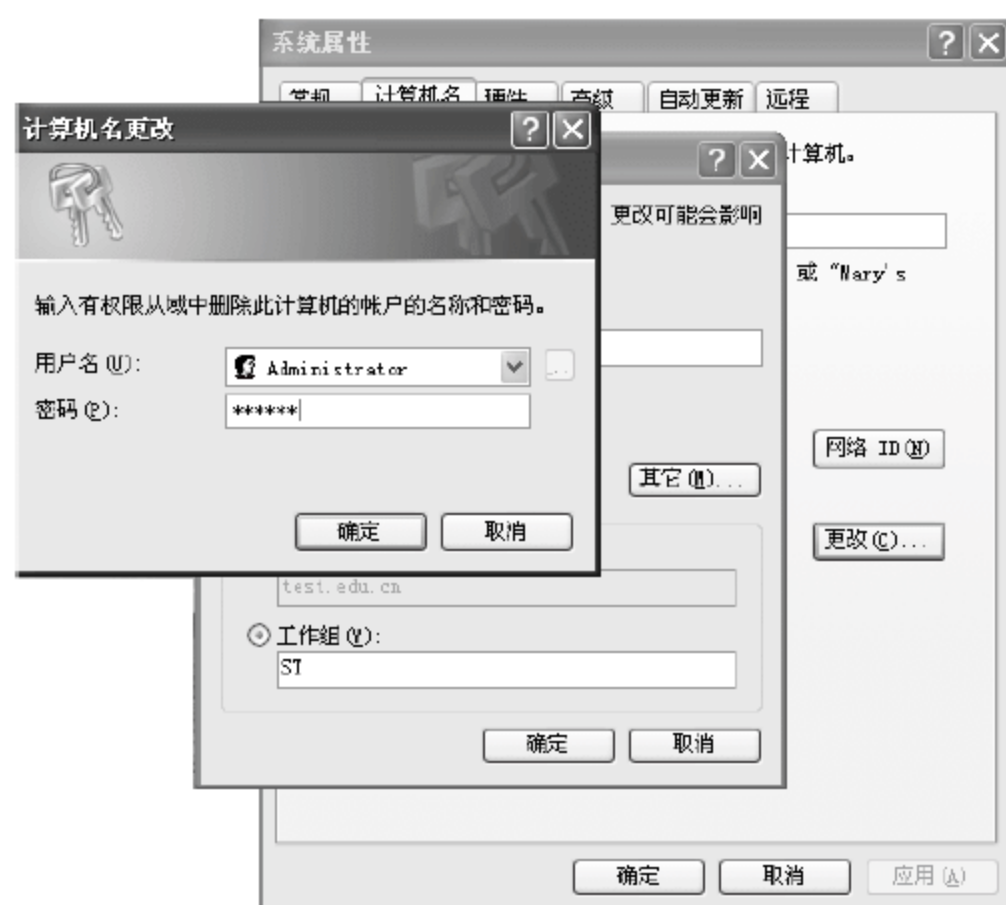 系统属性
常规 计算机名 硬件 高级 自动更新 远程
计算机名更改
计算机。
更改可能会影响
或 “Mary's
输入有权限从域中删除此计算机的帐户的名称和密码。
用户名(U):
Administrator
...
密码(P):
******
网络 ID(N)
其它(M)...
确定 取消
更改(C)...
test.edu.cn
工作组(W):
ST
确定 取消
确定 取消 应用(A)